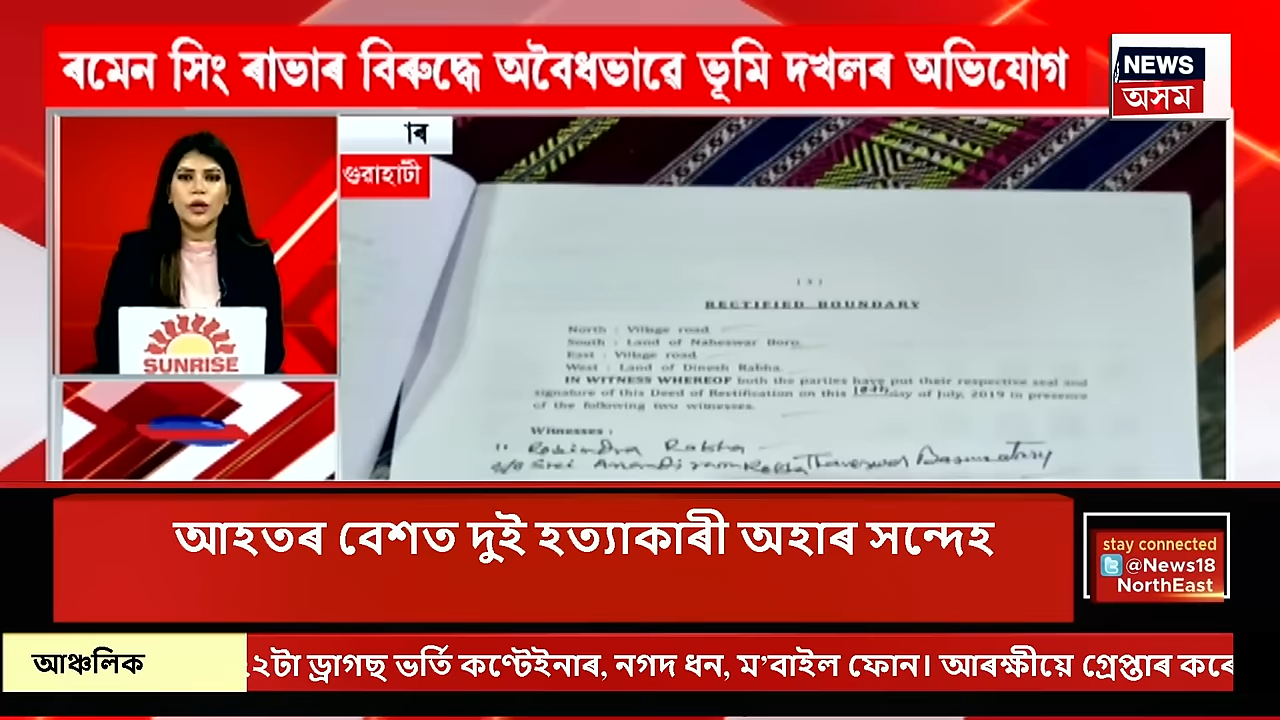 ৰমেন সিং ৰাভাৰ বিৰুদ্ধে অবৈধভাৱে ভূমি দখলৰ অভিযোগ
NEWS
অসম
াৰ
গুৱাহাটী
SUNRISE
(3)
RECTIFIED BOUNDARY
North : Village road
South : Land of Naheswar Boro.
East : Village road
West : Land of Dinesh Rabha.
IN WITNESS WHEREOF both the parties have put their respective seal and
signature of this Deed of Rectification on this day of July, 2019 in presence
of the following two witnesses.
Witnesses :
Rabindra Rabha
Basumatary
আহতৰ বেশত দুই হত্যাকাৰী অহাৰ সন্দেহ
stay connected
@News18
NorthEast
আঞ্চলিক
২টা ড্ৰাগছ ভৰ্তি কণ্টেইনাৰ, নগদ ধন, ম'বাইল ফোন। আৰক্ষীয়ে গ্ৰেপ্তাৰ কৰে